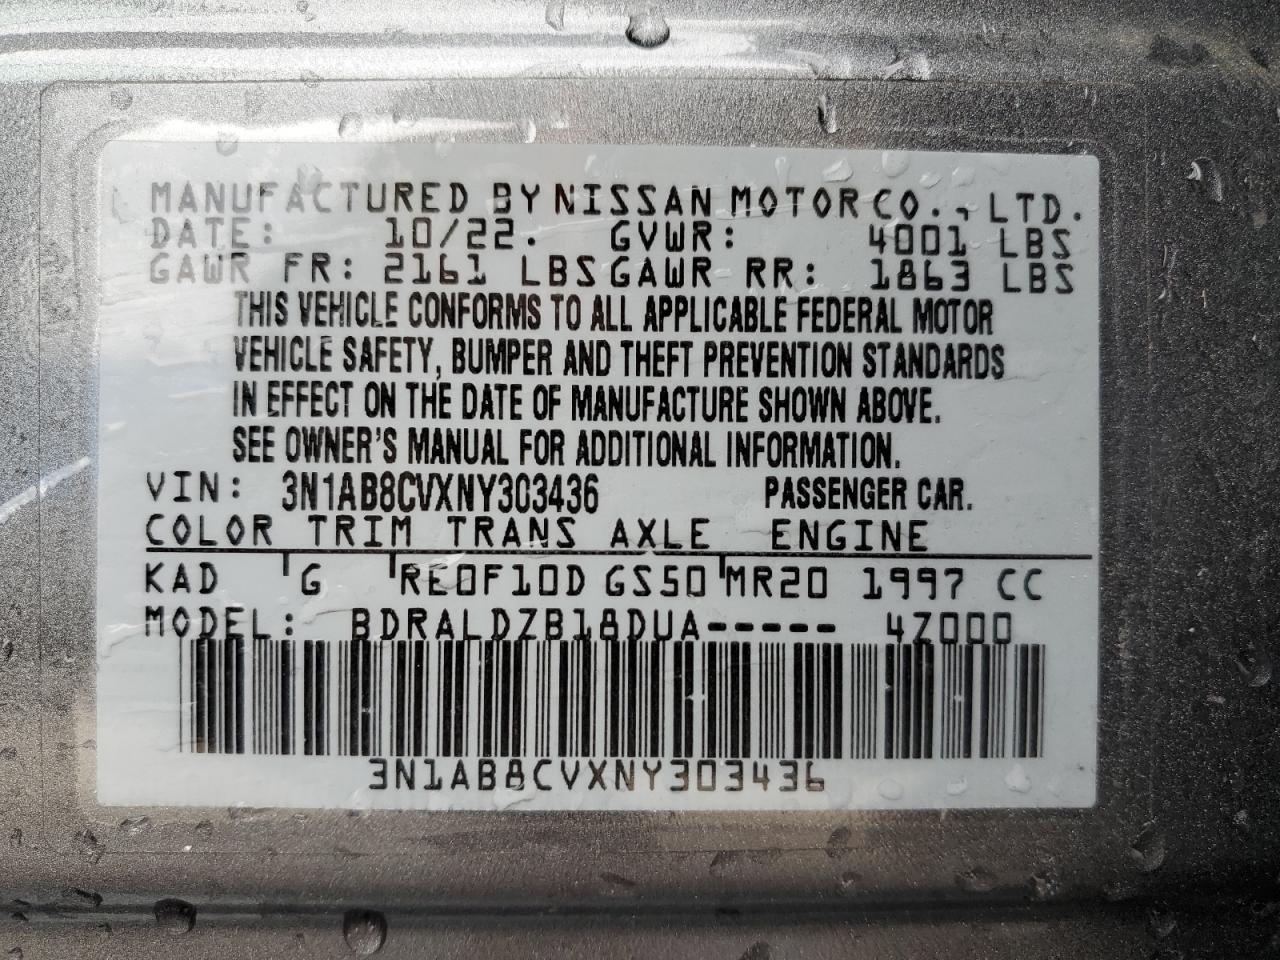 MANUFACTURED BY NISSAN MOTOR CO., LTD.
DATE: 10/22. GVWR: 4001 LBS
GAWR FR: 2161 LBS GAWR RR: 1863 LBS
THIS VEHICLE CONFORMS TO ALL APPLICABLE FEDERAL MOTOR
VEHICLE SAFETY, BUMPER AND THEFT PREVENTION STANDARDS
IN EFFECT ON THE DATE OF MANUFACTURE SHOWN ABOVE.
SEE OWNER'S MANUAL FOR ADDITIONAL INFORMATION.
VIN: 3N1AB8CVXNY303436 PASSENGER CAR.
COLOR TRIM TRANS AXLE ENGINE
KAD G RE0F10D GS50 MR20 1997 CC
MODEL: BDRALDZB18DUA----- 4Z000
3N1AB8CVXNY303436